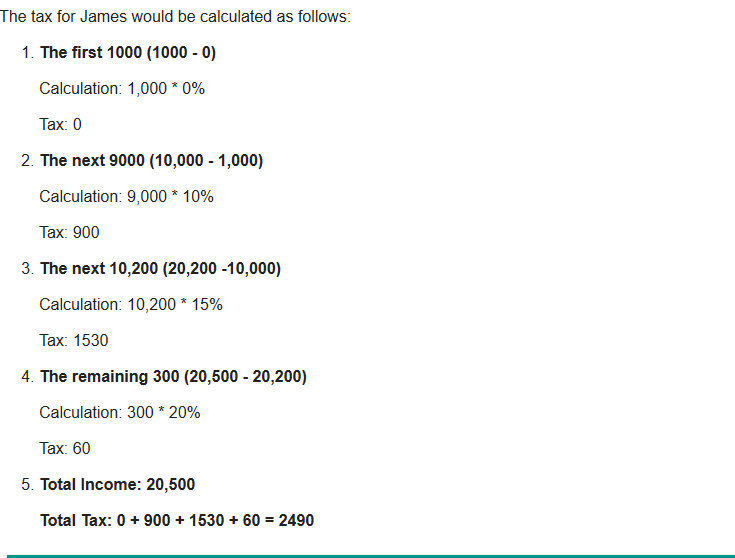 The tax for James would be calculated as follows:
1. The first 1000 (1000 - 0)
Calculation: 1,000 * 0%
Tax: 0
2. The next 9000 (10,000 - 1,000)
Calculation: 9,000 * 10%
Tax: 900
3. The next 10,200 (20,200 -10,000)
Calculation: 10,200 * 15%
Tax: 1530
4. The remaining 300 (20,500 - 20,200)
Calculation: 300 * 20%
Tax: 60
5. Total Income: 20,500
Total Tax: 0 + 900 + 1530 + 60 = 2490